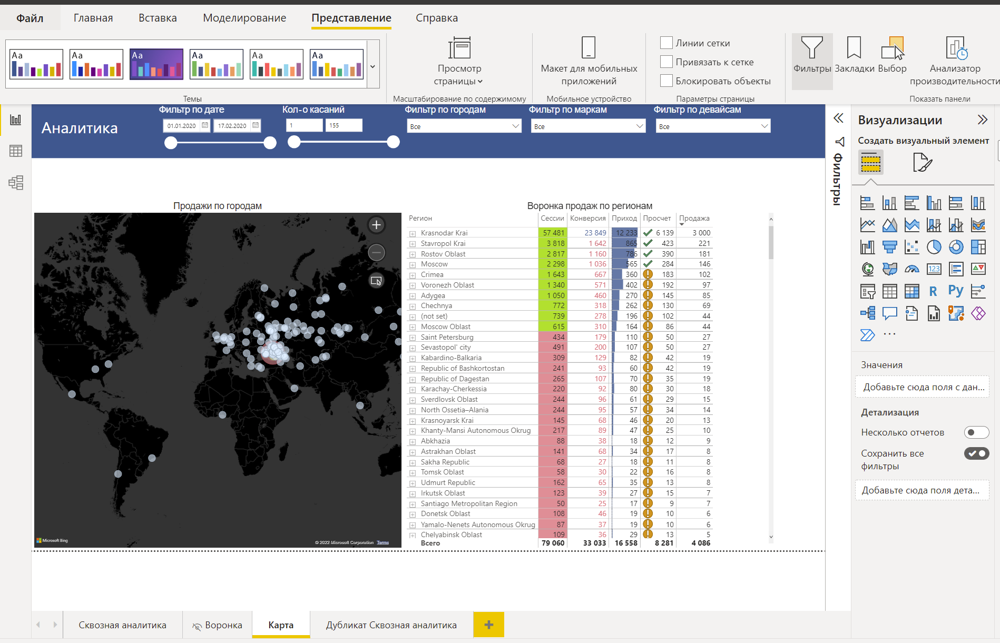 Файл
Главная
Вставка
Моделирование
Представление
Справка
Aa
Aa
Aa
Aa
Aa
Aa
Темы
Просмотр
страницы
Масштабирование по содержимому
Макет для мобильных
приложений
Мобильное устройство
Линии сетки
Привязать к сетке
Блокировать объекты
Параметры страницы
Фильтры
Закладки
Выбор
Анализатор
производительности
Показать панели
Аналитика
Фильтр по дате
01.01.2020
17.02.2020
Кол-о касаний
1
155
Фильтр по городам
Все
Фильтр по маркам
Все
Фильтр по девайсам
Все
Продажи по городам
Microsoft Bing
© 2022 Microsoft Corporation Terms
Воронка продаж по регионам
Регион Сессии Конверсия Приход Просчет Продажа
Krasnodar Krai 57 481 23 849 12 233 6 139 3 000
Stavropol Krai 3 818 1 642 865 423 221
Rostov Oblast 2 817 1 160 786 390 181
Moscow 2 298 1 036 565 284 146
Crimea 1 643 667 360 183 102
Voronezh Oblast 1 340 571 402 192 97
Adygea 1 050 460 270 145 85
Chechnya 772 318 262 130 69
(not set) 739 278 196 102 44
Moscow Oblast 615 310 164 86 44
Saint Petersburg 434 179 110 50 27
Sevastopol' city 491 200 107 50 27
Kabardino-Balkaria 309 129 82 42 19
Republic of Bashkortostan 241 93 60 42 19
Republic of Dagestan 265 107 70 35 19
Karachay-Cherkessia 220 92 80 30 18
Sverdlovsk Oblast 244 96 61 29 15
North Ossetia–Alania 244 95 57 34 14
Krasnoyarsk Krai 145 68 46 20 13
Khanty-Mansi Autonomous Okrug 217 89 47 25 10
Abkhazia 88 38 18 12 9
Astrakhan Oblast 141 68 34 17 8
Sakha Republic 68 27 18 11 8
Tomsk Oblast 58 30 22 16 8
Udmurt Republic 162 65 35 13 8
Irkutsk Oblast 123 39 27 15 7
Santiago Metropolitan Region 50 25 17 9 7
Donetsk Oblast 108 46 19 10 6
Yamalo-Nenets Autonomous Okrug 87 37 19 10 6
Chelyabinsk Oblast 109 36 29 13 5
Всего 79 060 33 033 16 558 8 281 4 086
Фильтры
Визуализации
Создать визуальный элемент
123
R
Py
Значения
Добавьте сюда поля с дан...
Детализация
Несколько отчетов
Сохранить все
фильтры
Добавьте сюда поля дета...
Сквозная аналитика
Воронка
Карта
Дубликат Сквозная аналитика